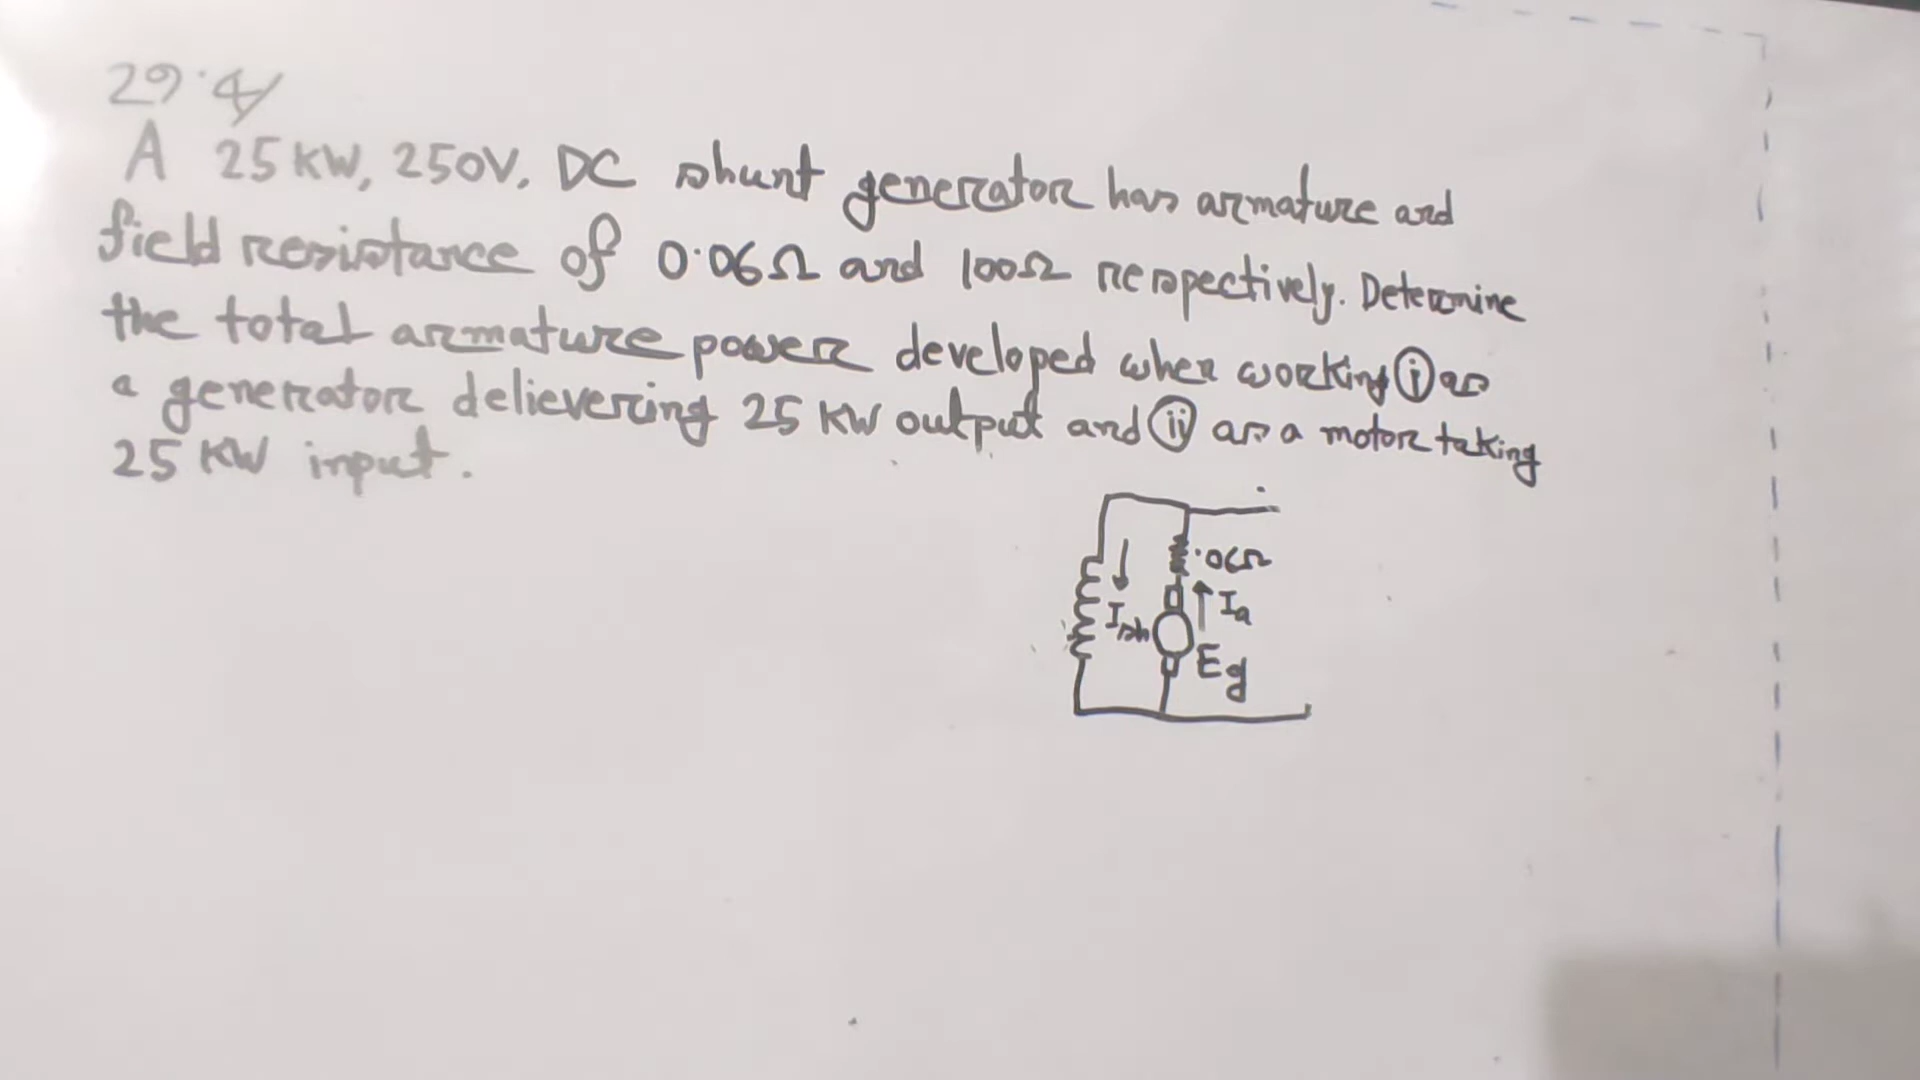 29.4/
A 25 KW, 250V, DC shunt generator has armature and
field resistance of 0.06Ω and 100Ω respectively. Determine
the total armature power developed when working (i) as
a generator delievering 25 KW output and (ii) as a motor taking
25 KW input.
.06Ω
Ia
Ish
Eg